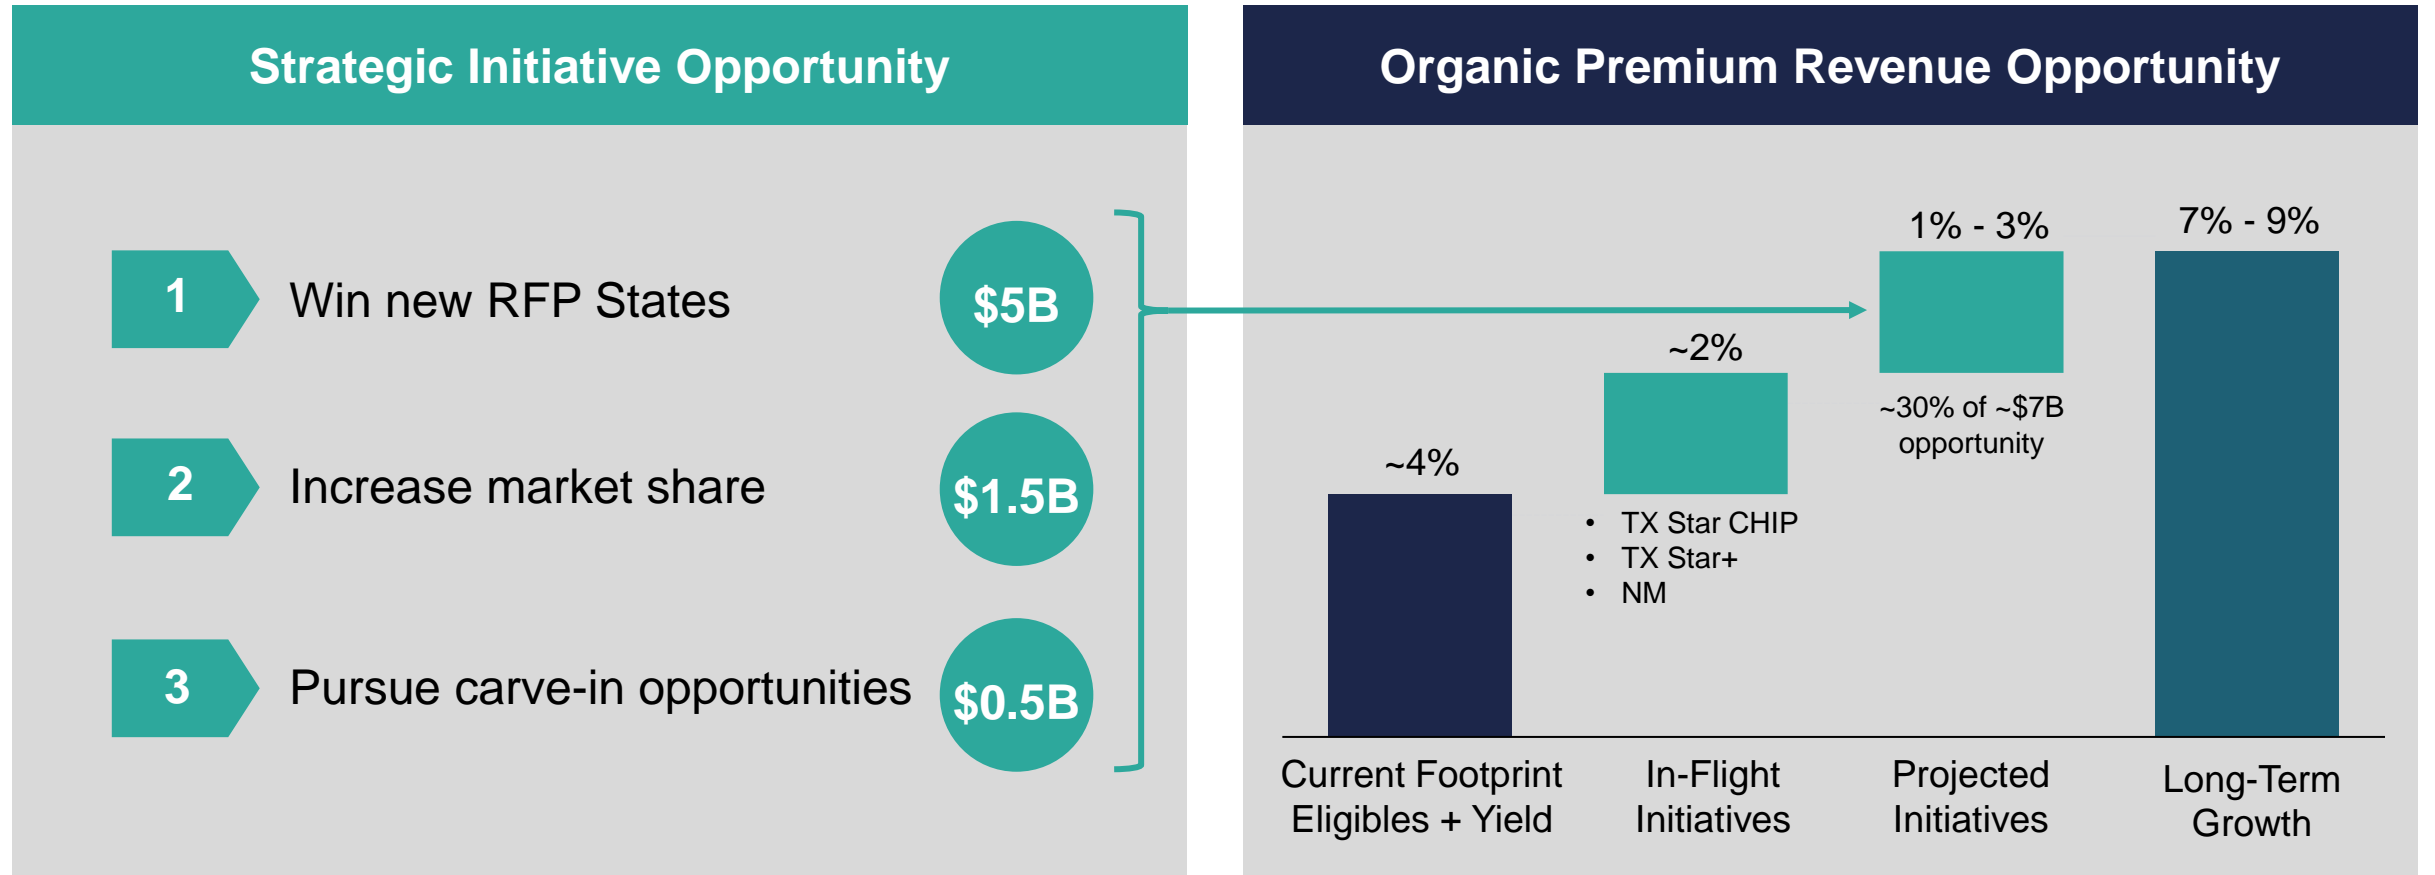 Strategic Initiative Opportunity
1
Win new RFP States
$5B
2
Increase market share
$1.5B
3
Pursue carve-in opportunities
$0.5B
Organic Premium Revenue Opportunity
~4%
~2%
• TX Star CHIP
• TX Star+
• NM
1% - 3%
~30% of ~$7B
opportunity
7% - 9%
Current Footprint
Eligibles + Yield
In-Flight
Initiatives
Projected
Initiatives
Long-Term
Growth